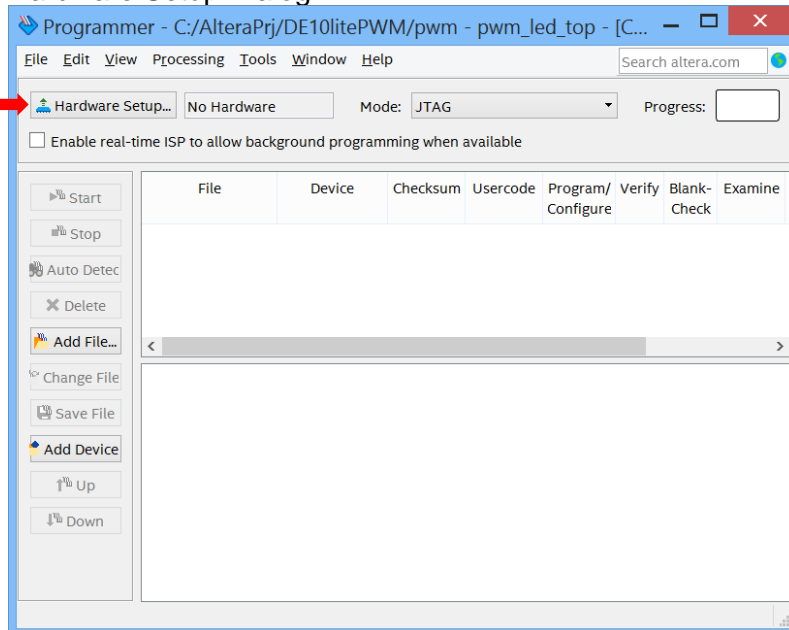 Programmer - C:/AlteraPrj/DE10litePWM/pwm - pwm_led_top - [C...
File Edit View Processing Tools Window Help
Search altera.com
Hardware Setup... No Hardware Mode: JTAG Progress:
Enable real-time ISP to allow background programming when available
File Device Checksum Usercode Program/ Verify Blank- Examine
Configure Check
Start
Stop
Auto Detec
Delete
Add File...
Change File
Save File
Add Device
Up
Down